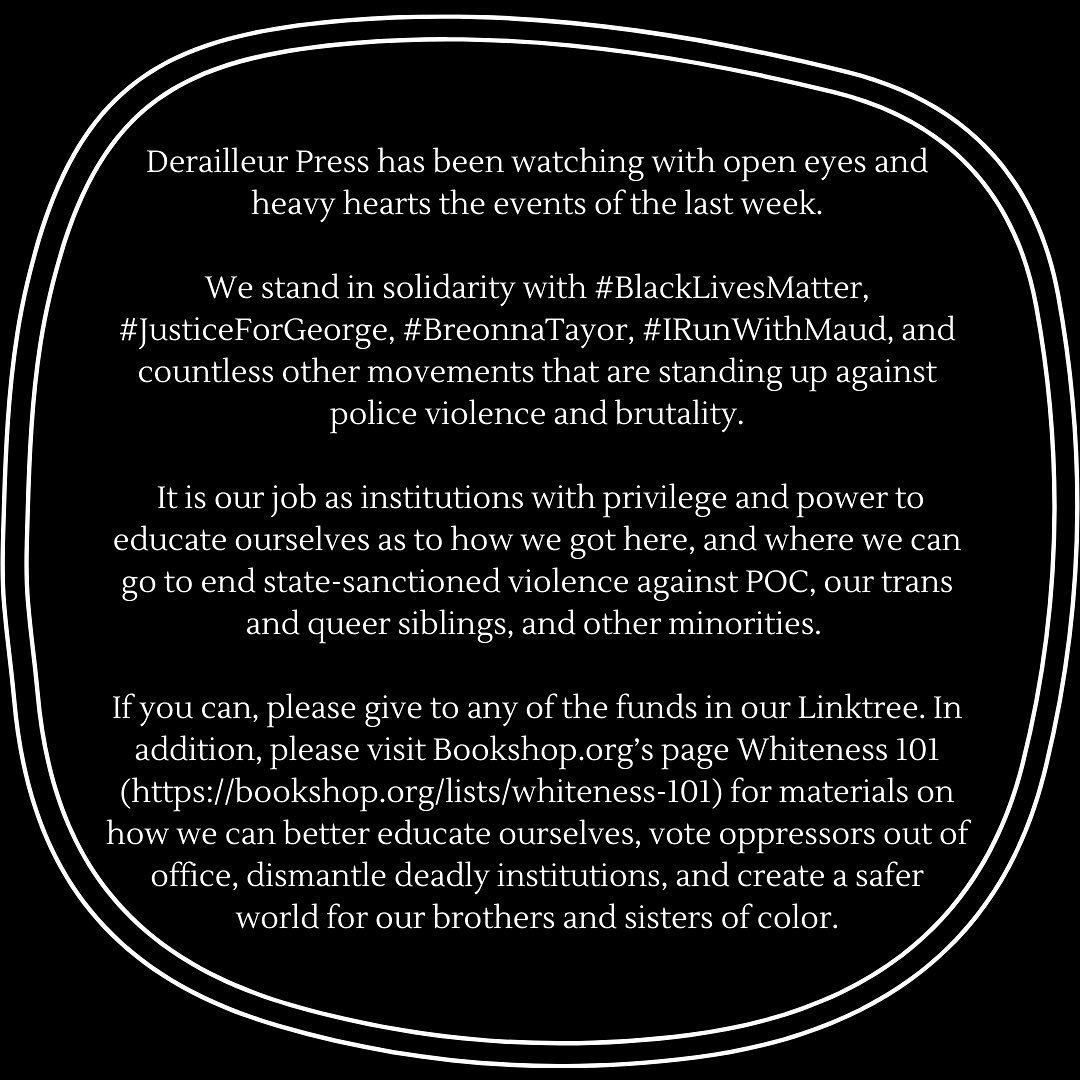 Derailleur Press has been watching with open eyes and
heavy hearts the events of the last week.
We stand in solidarity with #BlackLivesMatter,
#JusticeForGeorge, #BreonnaTayor, #IRunWithMaud, and
countless other movements that are standing up against
police violence and brutality.
It is our job as institutions with privilege and power to
educate ourselves as to how we got here, and where we can
go to end state-sanctioned violence against POC, our trans
and queer siblings, and other minorities.
If you can, please give to any of the funds in our Linktree. In
addition, please visit Bookshop.org’s page Whiteness 101
(https://bookshop.org/lists/whiteness-101) for materials on
how we can better educate ourselves, vote oppressors out of
office, dismantle deadly institutions, and create a safer
world for our brothers and sisters of color.